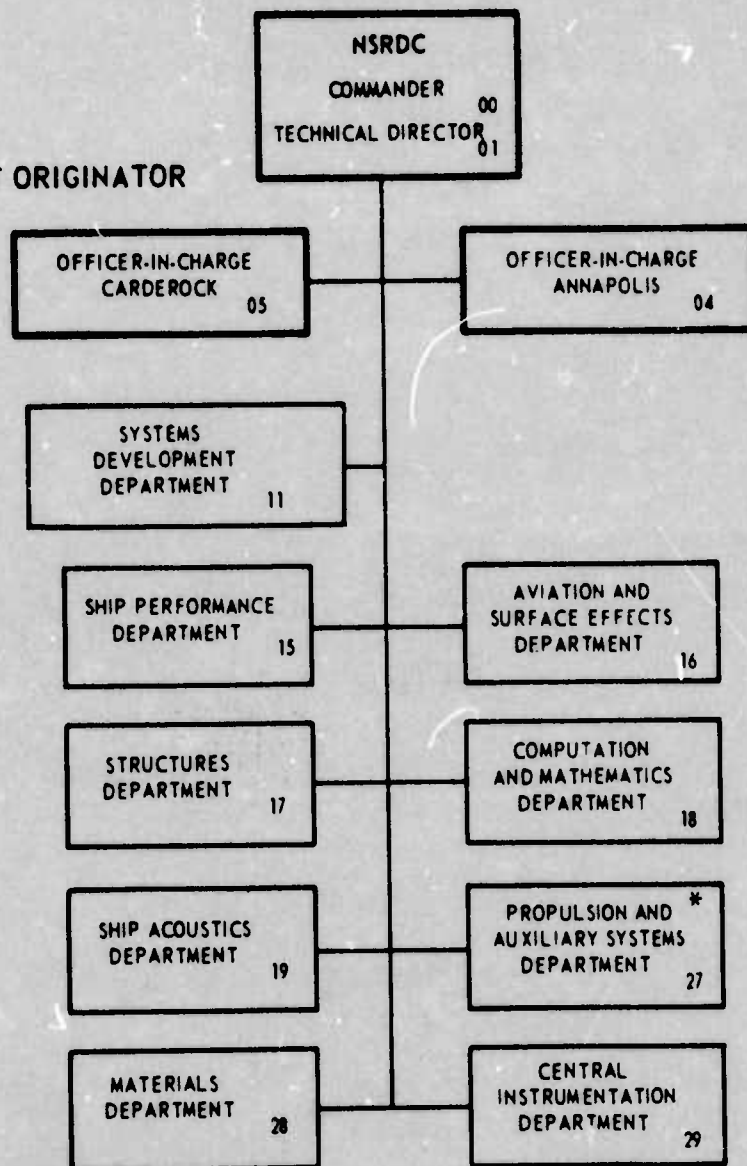 NSRDC
COMMANDER
00
TECHNICAL DIRECTOR
01
ORIGINATOR
OFFICER-IN-CHARGE
CARDEROCK
05
OFFICER-IN-CHARGE
ANNAPOLIS
04
SYSTEMS
DEVELOPMENT
DEPARTMENT
11
SHIP PERFORMANCE
DEPARTMENT
15
AVIATION AND
SURFACE EFFECTS
DEPARTMENT
16
STRUCTURES
DEPARTMENT
17
COMPUTATION
AND MATHEMATICS
DEPARTMENT
18
SHIP ACOUSTICS
DEPARTMENT
19
*
PROPULSION AND
AUXILIARY SYSTEMS
DEPARTMENT
27
MATERIALS
DEPARTMENT
28
CENTRAL
INSTRUMENTATION
DEPARTMENT
29